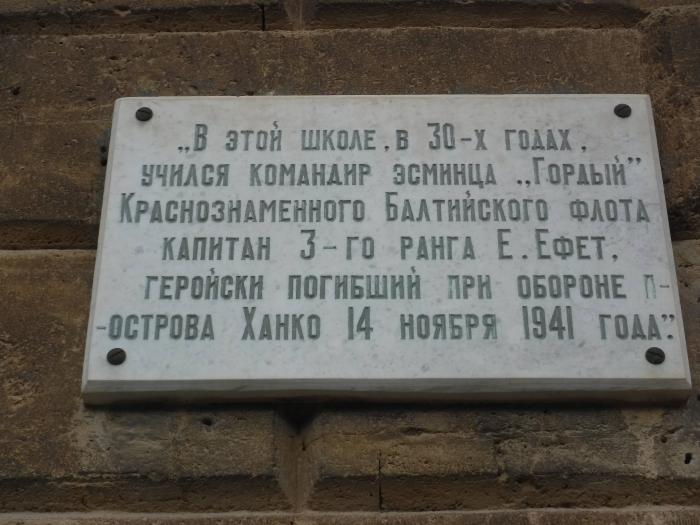 „В этой школе, в 30-х годах,
учился командир эсминца „Гордый”
Краснознаменного Балтийского флота
капитан 3-го ранга Е. Ефет,
геройски погибший при обороне п-
-острова Ханко 14 ноября 1941 года”.